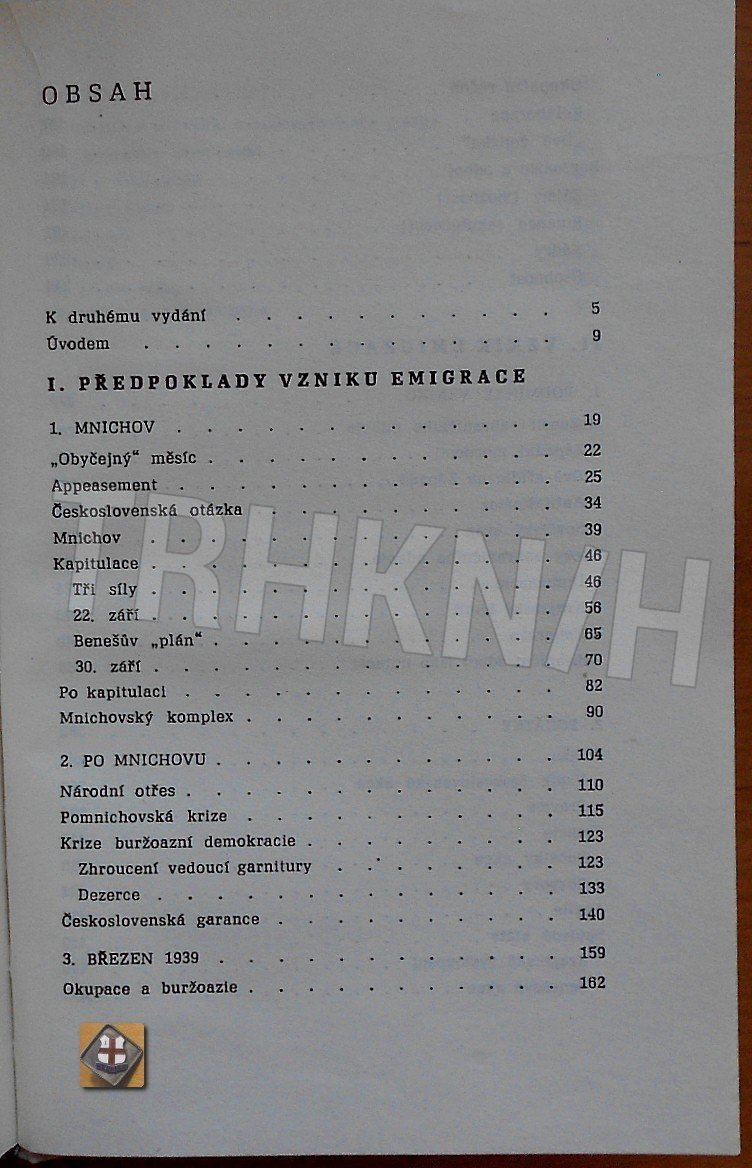 OBSAH
K druhému vydání . . . . . . . . . . . 5
Úvodem . . . . . . . . . . . . . . 9
I. PŘEDPOKLADY VZNIKU EMIGRACE
1. MNICHOV . . . . . . . . . . . . . 19
„Obyčejný“ měsíc . . . . . . . . . . . . 22
Appeasement . . . . . . . . . . . . . 25
Československá otázka . . . . . . . . . . 34
Mnichov . . . . . . . . . . . . . . 39
Kapitulace . . . . . . . . . . . . . . 46
Tři síly . . . . . . . . . . . . . . 46
22. září . . . . . . . . . . . . . . 56
Benešův „plán“ . . . . . . . . . . . . 65
30. září . . . . . . . . . . . . . . 70
Po kapitulaci . . . . . . . . . . . . . 82
Mnichovský komplex . . . . . . . . . . . 90
2. PO MNICHOVU . . . . . . . . . . . . 104
Národní otřes . . . . . . . . . . . . . 110
Pomnichovská krize . . . . . . . . . . . 115
Krize buržoazní demokracie . . . . . . . . . 123
Zhroucení vedoucí garnitury . . . . . . . . 123
Dezerce . . . . . . . . . . . . . . 133
Československá garance . . . . . . . . . . 140
3. BŘEZEN 1939 . . . . . . . . . . . . 159
Okupace a buržoazie . . . . . . . . . . . 162
TRHKN/H